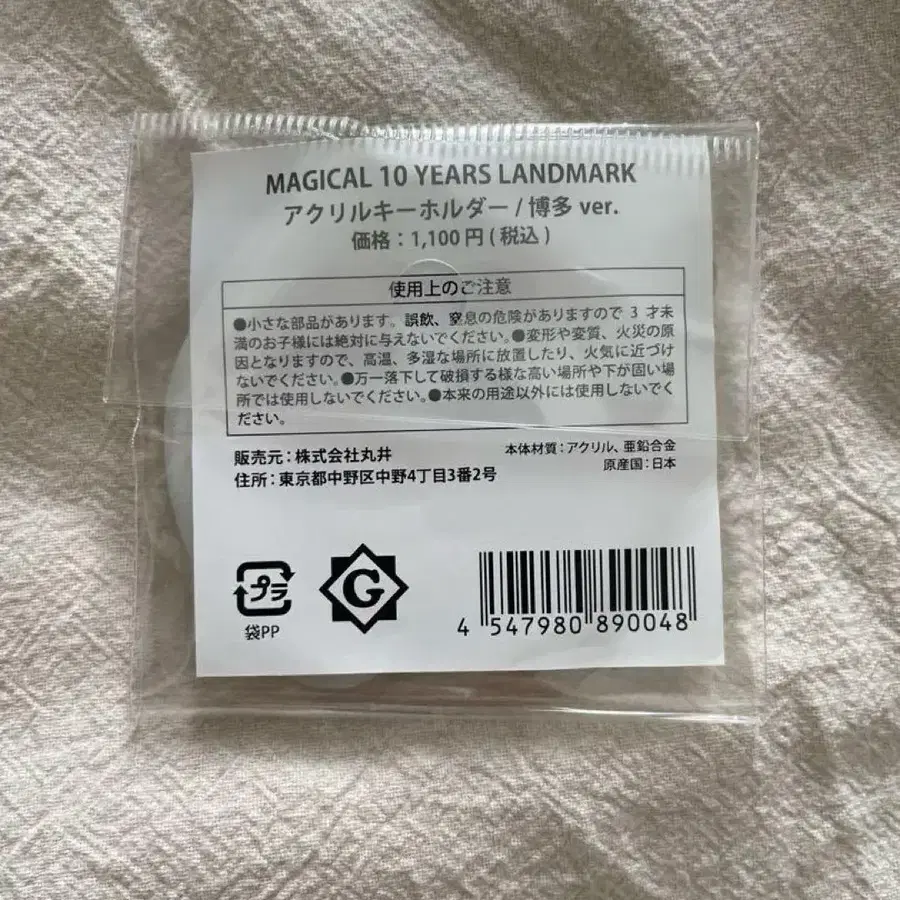 MAGICAL 10 YEARS LANDMARK
アクリルキーホルダー / 博多 ver.
価格：1,100円(税込)
使用上のご注意
●小さな部品があります。誤飲、窒息の危険がありますので 3 才未
満のお子様には絶対に与えないでください。●変形や変質、火災の原
因となりますので、高温、多湿な場所に放置したり、火気に近づけ
ないでください。●万一落下して破損する様な高い場所や下が固い場
所では使用しないでください。●本来の用途以外には使用しないでく
ださい。
販売元：株式会社丸井
住所：東京都中野区中野4丁目3番2号
本体材質：アクリル、亜鉛合金
原産国：日本
プラ
袋PP
G
4 547980 890048